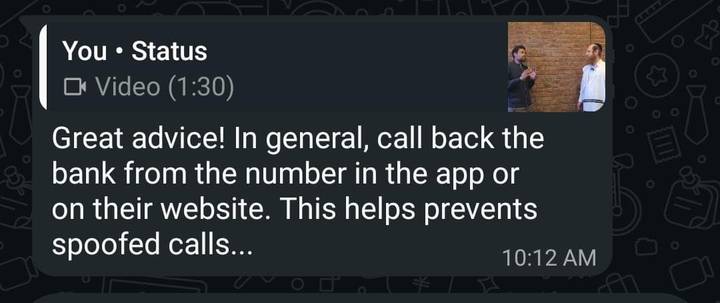 You • Status
Video (1:30)
Great advice! In general, call back the
bank from the number in the app or
on their website. This helps prevents
spoofed calls...
10:12 AM